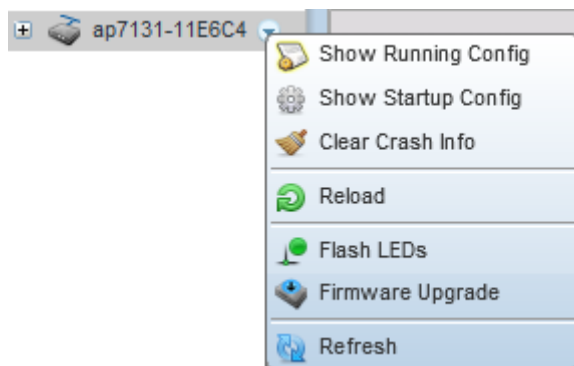 ap7131-11E6C4
Show Running Config
Show Startup Config
Clear Crash Info
Reload
Flash LEDs
Firmware Upgrade
Refresh